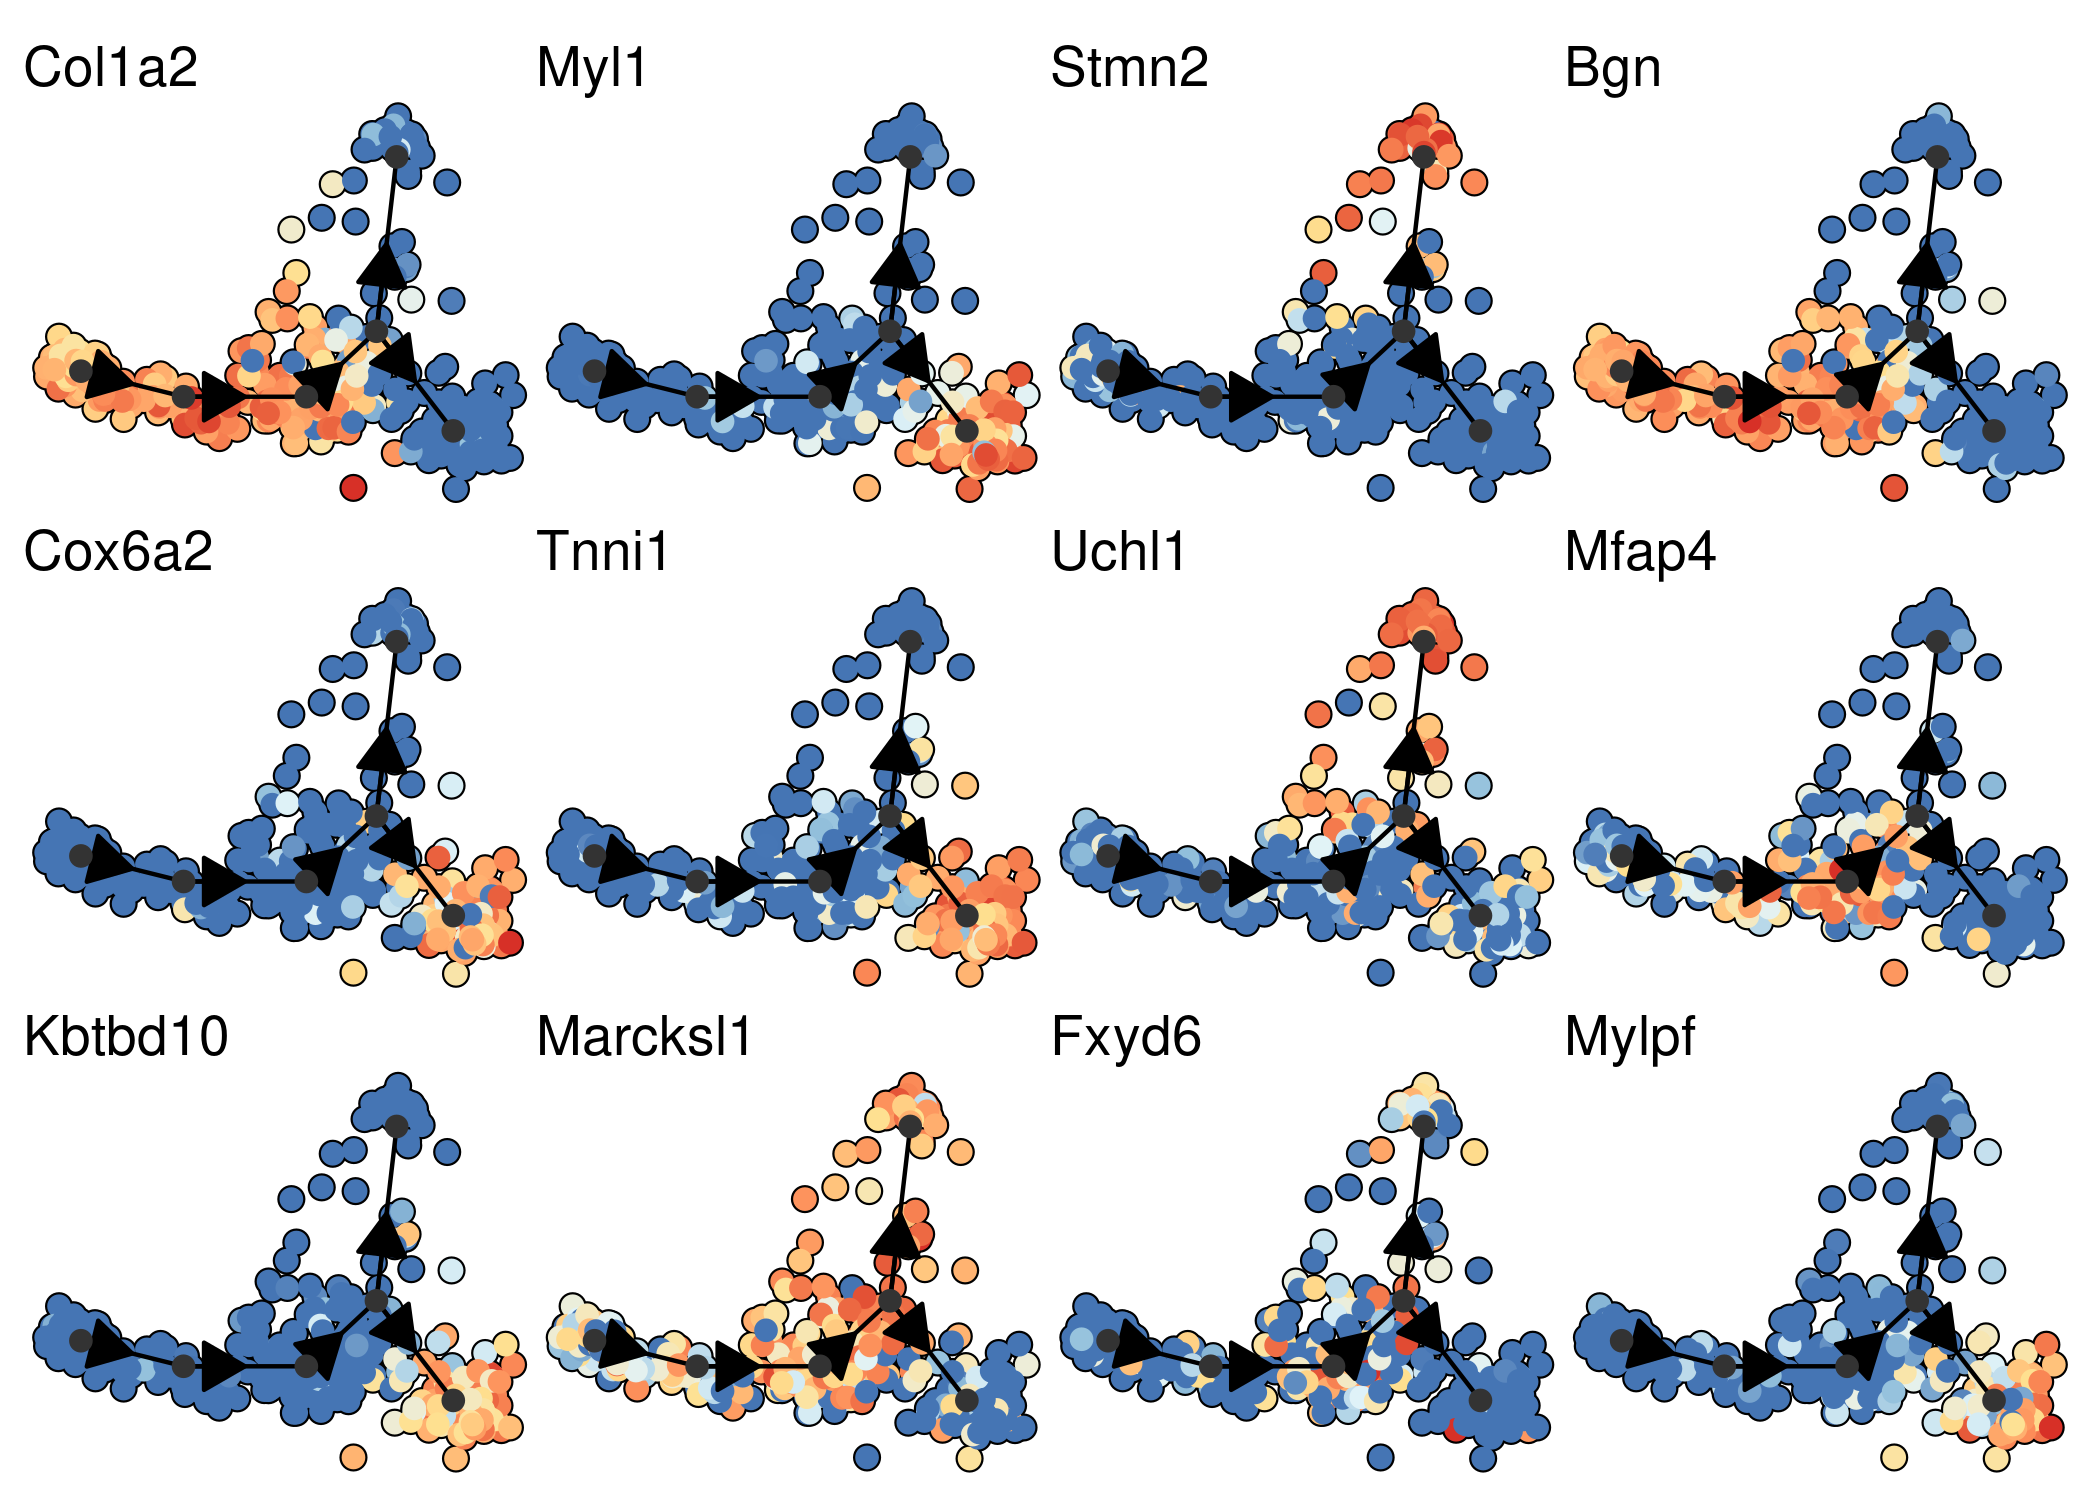 Col1a2
Myl1
Stmn2
Bgn
Cox6a2
Tnni1
Uchl1
Mfap4
Kbtbd10
Marcksl1
Fxyd6
Mylpf